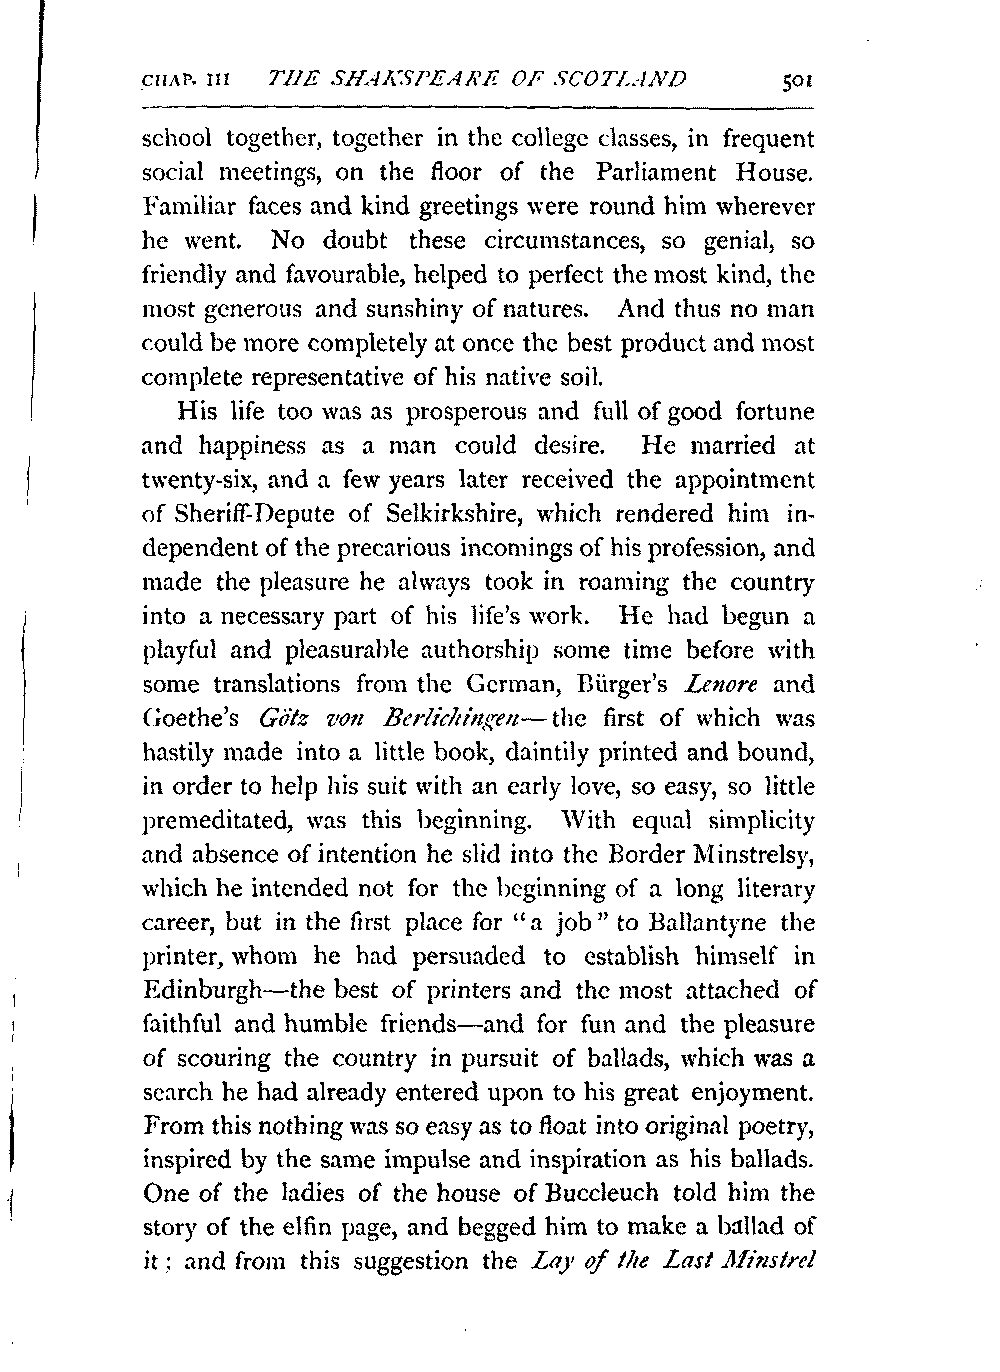 CHAP. III THE SHAKSPEARE OF SCOTLAND 501
school together, together in the college classes, in frequent
social meetings, on the floor of the Parliament House.
Familiar faces and kind greetings were round him wherever
he went. No doubt these circumstances, so genial, so
friendly and favourable, helped to perfect the most kind, the
most generous and sunshiny of natures. And thus no man
could be more completely at once the best product and most
complete representative of his native soil.
His life too was as prosperous and full of good fortune
and happiness as a man could desire. He married at
twenty-six, and a few years later received the appointment
of Sheriff-Depute of Selkirkshire, which rendered him in-
dependent of the precarious incomings of his profession, and
made the pleasure he always took in roaming the country
into a necessary part of his life's work. He had begun a
playful and pleasurable authorship some time before with
some translations from the German, Bürger's Lenore and
Goethe's Götz von Berlichingen—the first of which was
hastily made into a little book, daintily printed and bound,
in order to help his suit with an early love, so easy, so little
premeditated, was this beginning. With equal simplicity
and absence of intention he slid into the Border Minstrelsy,
which he intended not for the beginning of a long literary
career, but in the first place for "a job" to Ballantyne the
printer, whom he had persuaded to establish himself in
Edinburgh—the best of printers and the most attached of
faithful and humble friends—and for fun and the pleasure
of scouring the country in pursuit of ballads, which was a
search he had already entered upon to his great enjoyment.
From this nothing was so easy as to float into original poetry,
inspired by the same impulse and inspiration as his ballads.
One of the ladies of the house of Buccleuch told him the
story of the elfin page, and begged him to make a ballad of
it; and from this suggestion the Lay of the Last Minstrel